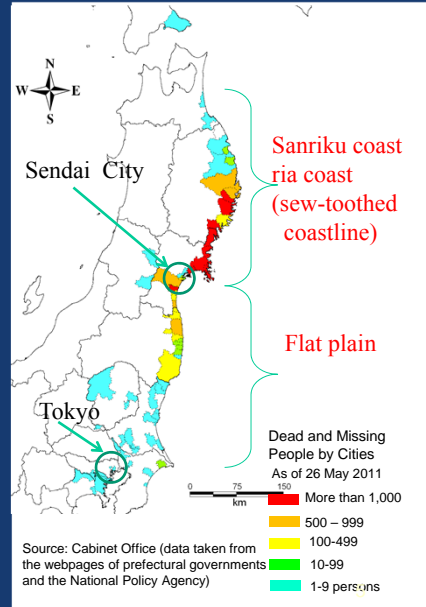 N
W E
S
Sendai City
Sanriku coast
ria coast
(sew-toothed
coastline)
Flat plain
Tokyo
0 75 150
km
Dead and Missing
People by Cities
As of 26 May 2011
More than 1,000
500 – 999
100-499
10-99
1-9 persons
Source: Cabinet Office (data taken from
the webpages of prefectural governments
and the National Policy Agency)